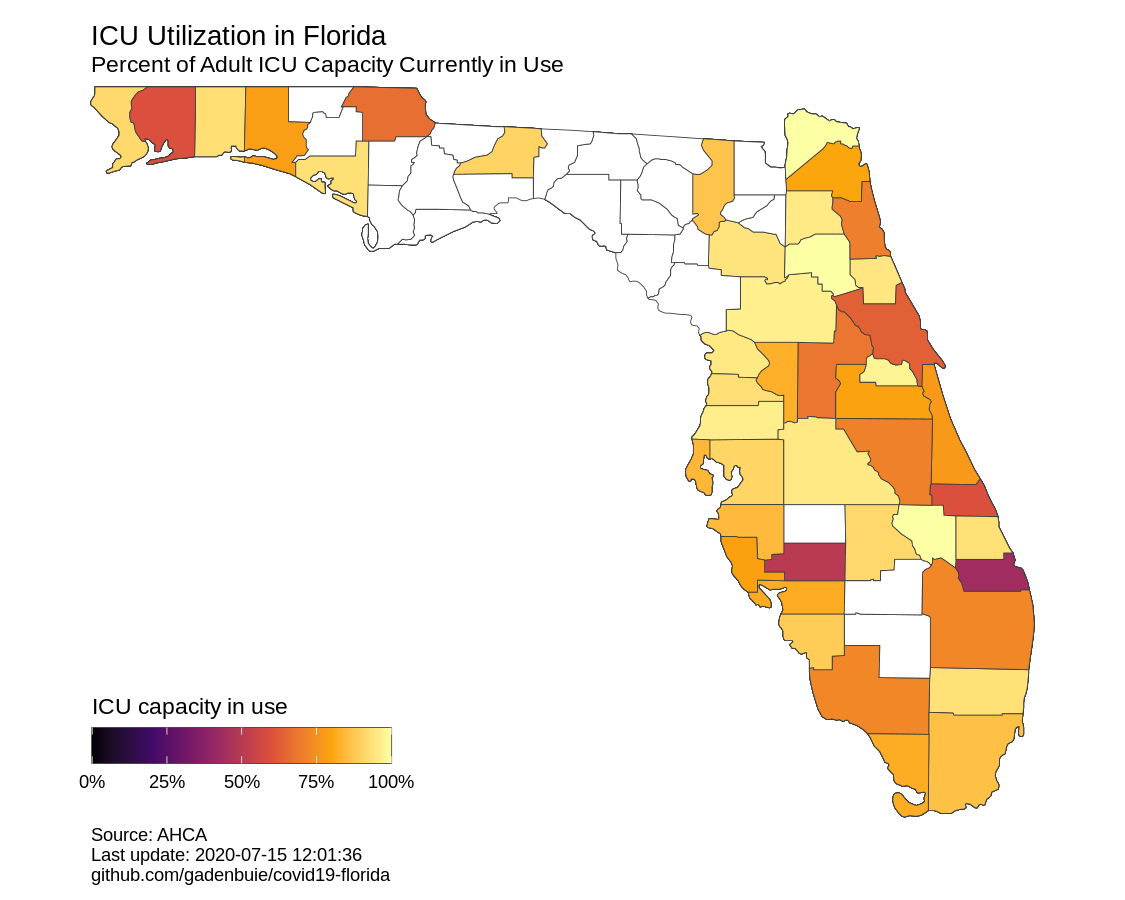 ICU Utilization in Florida
Percent of Adult ICU Capacity Currently in Use
ICU capacity in use
0% 25% 50% 75% 100%
Source: AHCA
Last update: 2020-07-15 12:01:36
github.com/gadenbuie/covid19-florida